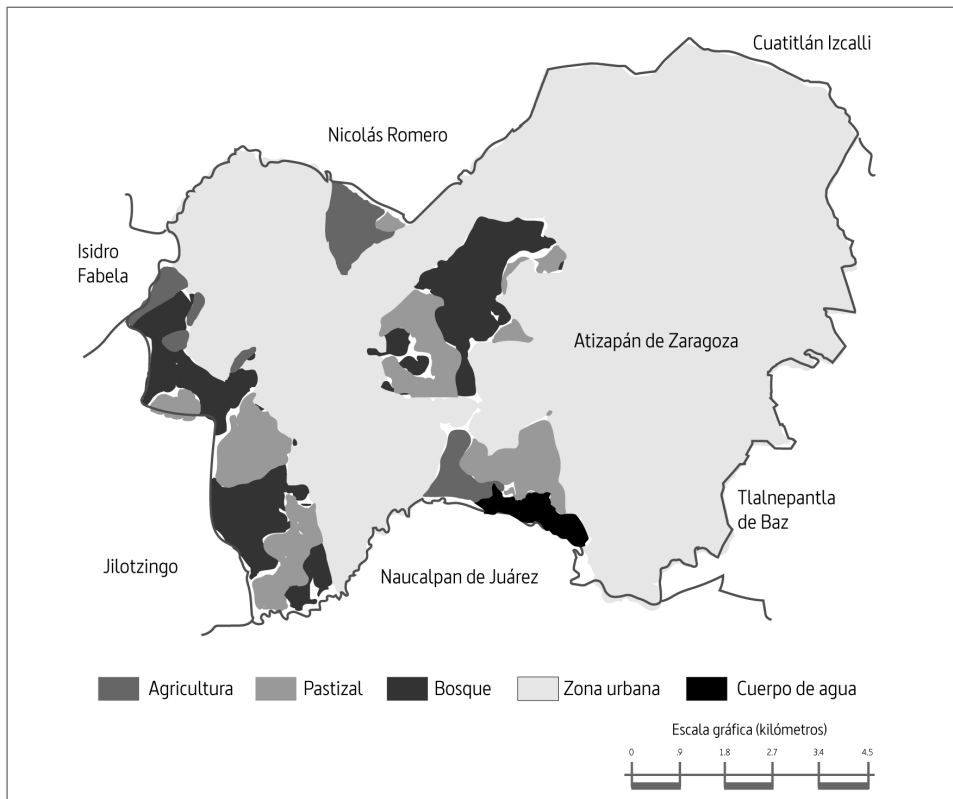 Cuatitlán Izcalli
Nicolás Romero
Isidro
Fabela
Atizapán de Zaragoza
Tlalnepantla
de Baz
Jilotzingo
Naucalpan de Juárez
Agricultura
Pastizal
Bosque
Zona urbana
Cuerpo de agua
Escala gráfica (kilómetros)
0 .9 1.8 2.7 3.4 4.5